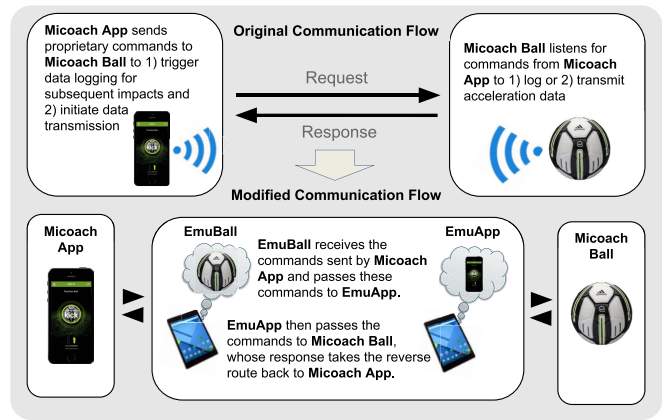 Original Communication Flow
Micoach App sends
proprietary commands to
Micoach Ball to 1) trigger
data logging for
subsequent impacts and
2) initiate data
transmission
Request
Response
Micoach Ball listens for
commands from Micoach
App to 1) log or 2) transmit
acceleration data
Modified Communication Flow
Micoach
App
EmuBall
EmuBall receives the
commands sent by Micoach
App and passes these
commands to EmuApp.
EmuApp
EmuApp then passes the
commands to Micoach Ball,
whose response takes the reverse
route back to Micoach App.
Micoach
Ball